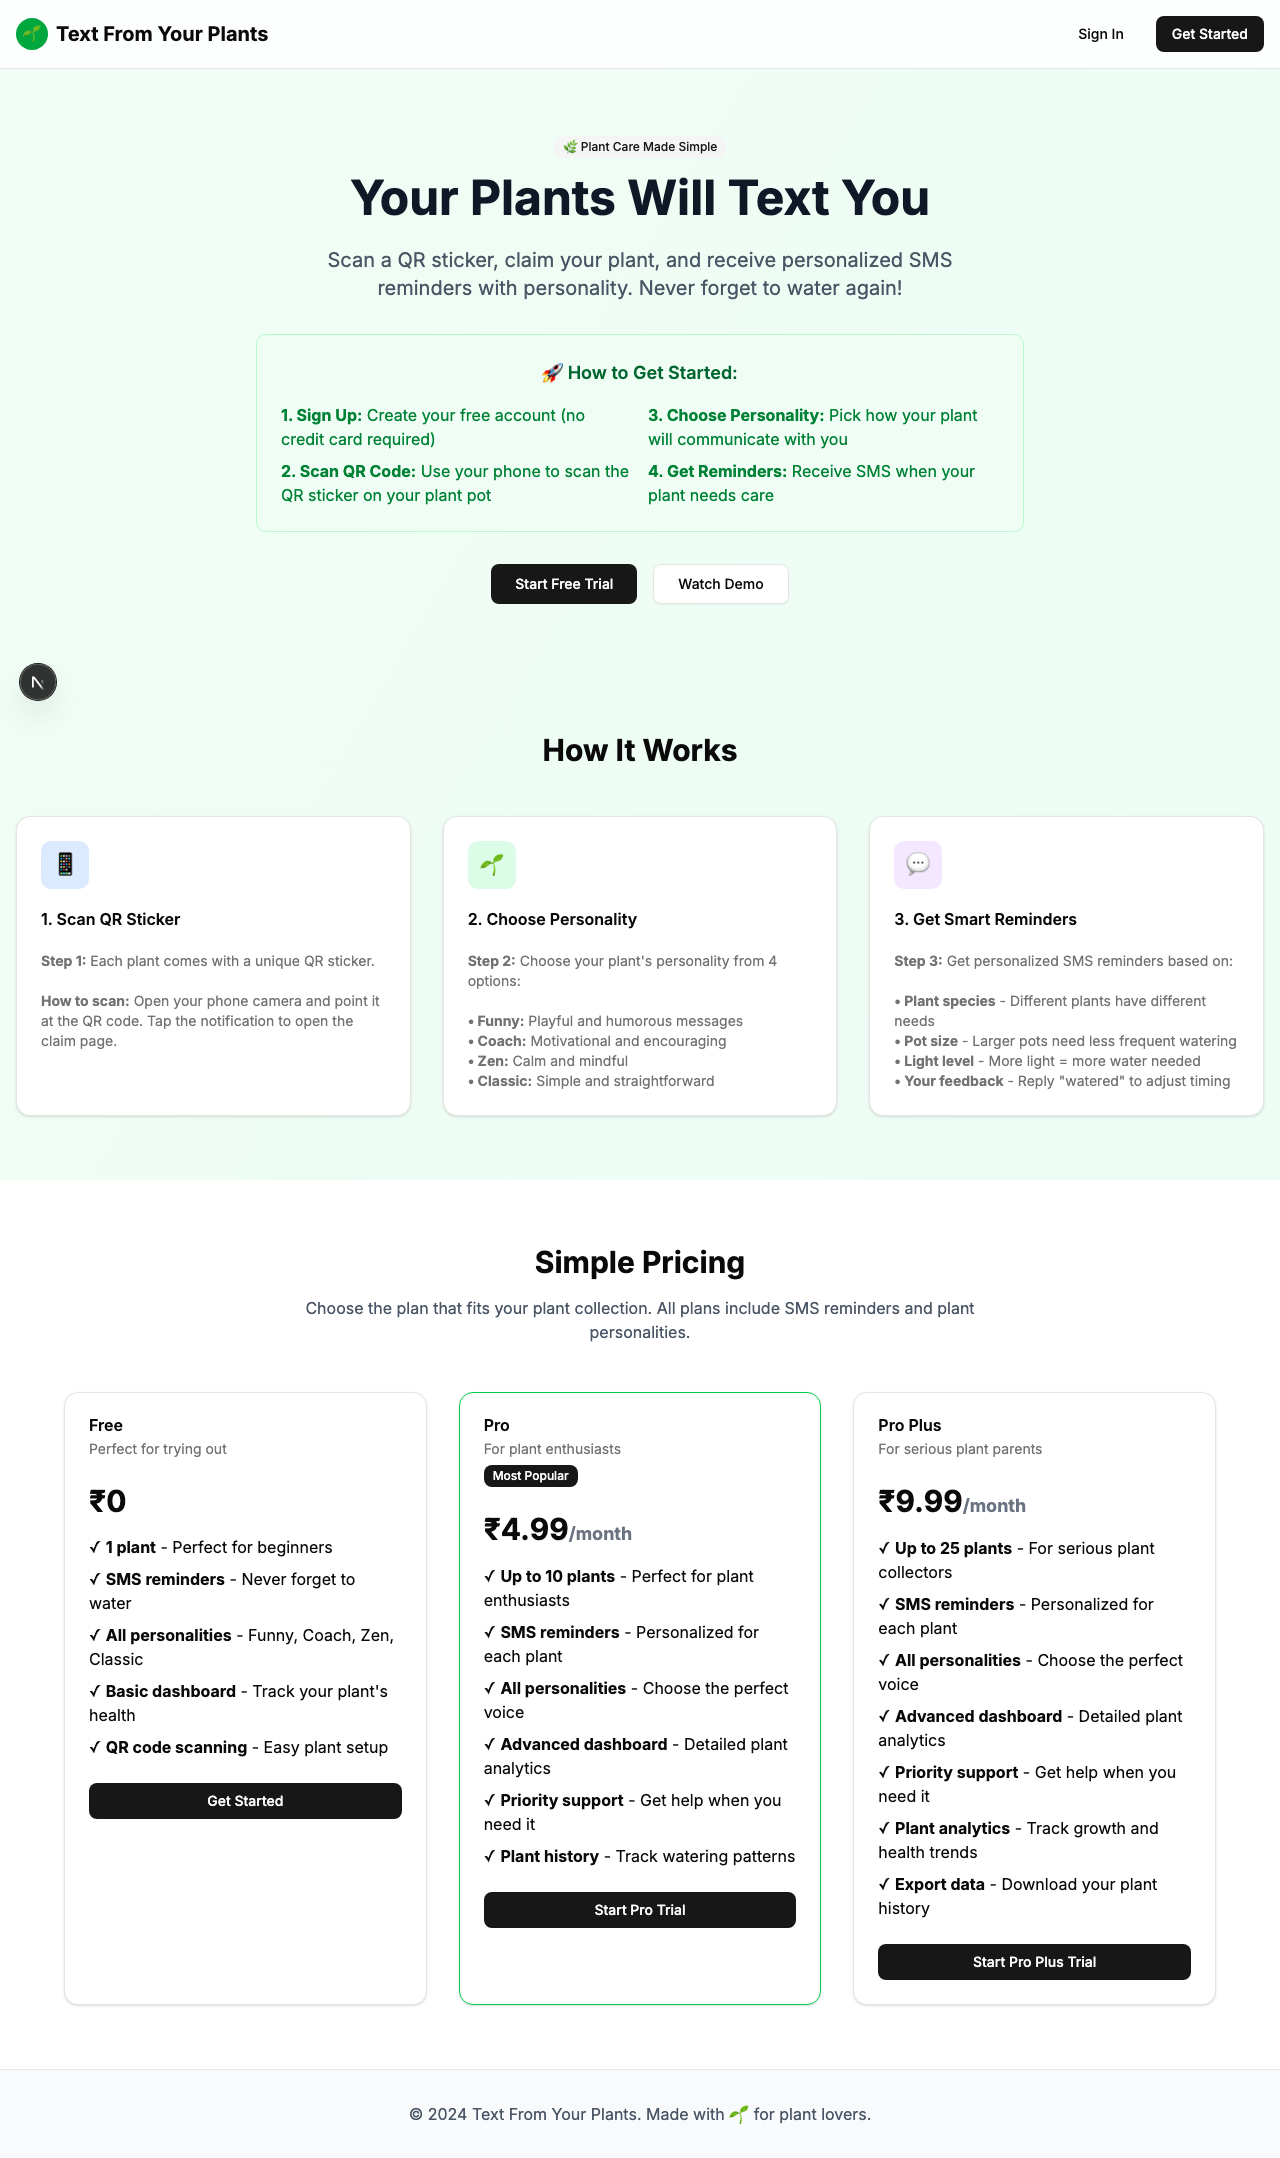 🌱 Text From Your Plants
Sign In
Get Started
🌿 Plant Care Made Simple
Your Plants Will Text You
Scan a QR sticker, claim your plant, and receive personalized SMS
reminders with personality. Never forget to water again!
🚀 How to Get Started:
1. Sign Up: Create your free account (no
credit card required)
2. Scan QR Code: Use your phone to scan the
QR sticker on your plant pot
3. Choose Personality: Pick how your plant
will communicate with you
4. Get Reminders: Receive SMS when your
plant needs care
Start Free Trial
Watch Demo
N
How It Works
📱
1. Scan QR Sticker
Step 1: Each plant comes with a unique QR sticker.
How to scan: Open your phone camera and point it
at the QR code. Tap the notification to open the
claim page.
🌱
2. Choose Personality
Step 2: Choose your plant's personality from 4
options:
• Funny: Playful and humorous messages
• Coach: Motivational and encouraging
• Zen: Calm and mindful
• Classic: Simple and straightforward
💬
3. Get Smart Reminders
Step 3: Get personalized SMS reminders based on:
• Plant species - Different plants have different
needs
• Pot size - Larger pots need less frequent watering
• Light level - More light = more water needed
• Your feedback - Reply "watered" to adjust timing
Simple Pricing
Choose the plan that fits your plant collection. All plans include SMS reminders and plant
personalities.
Free
Perfect for trying out
₹0
✓ 1 plant - Perfect for beginners
✓ SMS reminders - Never forget to
water
✓ All personalities - Funny, Coach, Zen,
Classic
✓ Basic dashboard - Track your plant's
health
✓ QR code scanning - Easy plant setup
Get Started
Pro
For plant enthusiasts
Most Popular
₹4.99/month
✓ Up to 10 plants - Perfect for plant
enthusiasts
✓ SMS reminders - Personalized for
each plant
✓ All personalities - Choose the perfect
voice
✓ Advanced dashboard - Detailed plant
analytics
✓ Priority support - Get help when you
need it
✓ Plant history - Track watering patterns
Start Pro Trial
Pro Plus
For serious plant parents
₹9.99/month
✓ Up to 25 plants - For serious plant
collectors
✓ SMS reminders - Personalized for
each plant
✓ All personalities - Choose the perfect
voice
✓ Advanced dashboard - Detailed plant
analytics
✓ Priority support - Get help when you
need it
✓ Plant analytics - Track growth and
health trends
✓ Export data - Download your plant
history
Start Pro Plus Trial
© 2024 Text From Your Plants. Made with 🌱 for plant lovers.